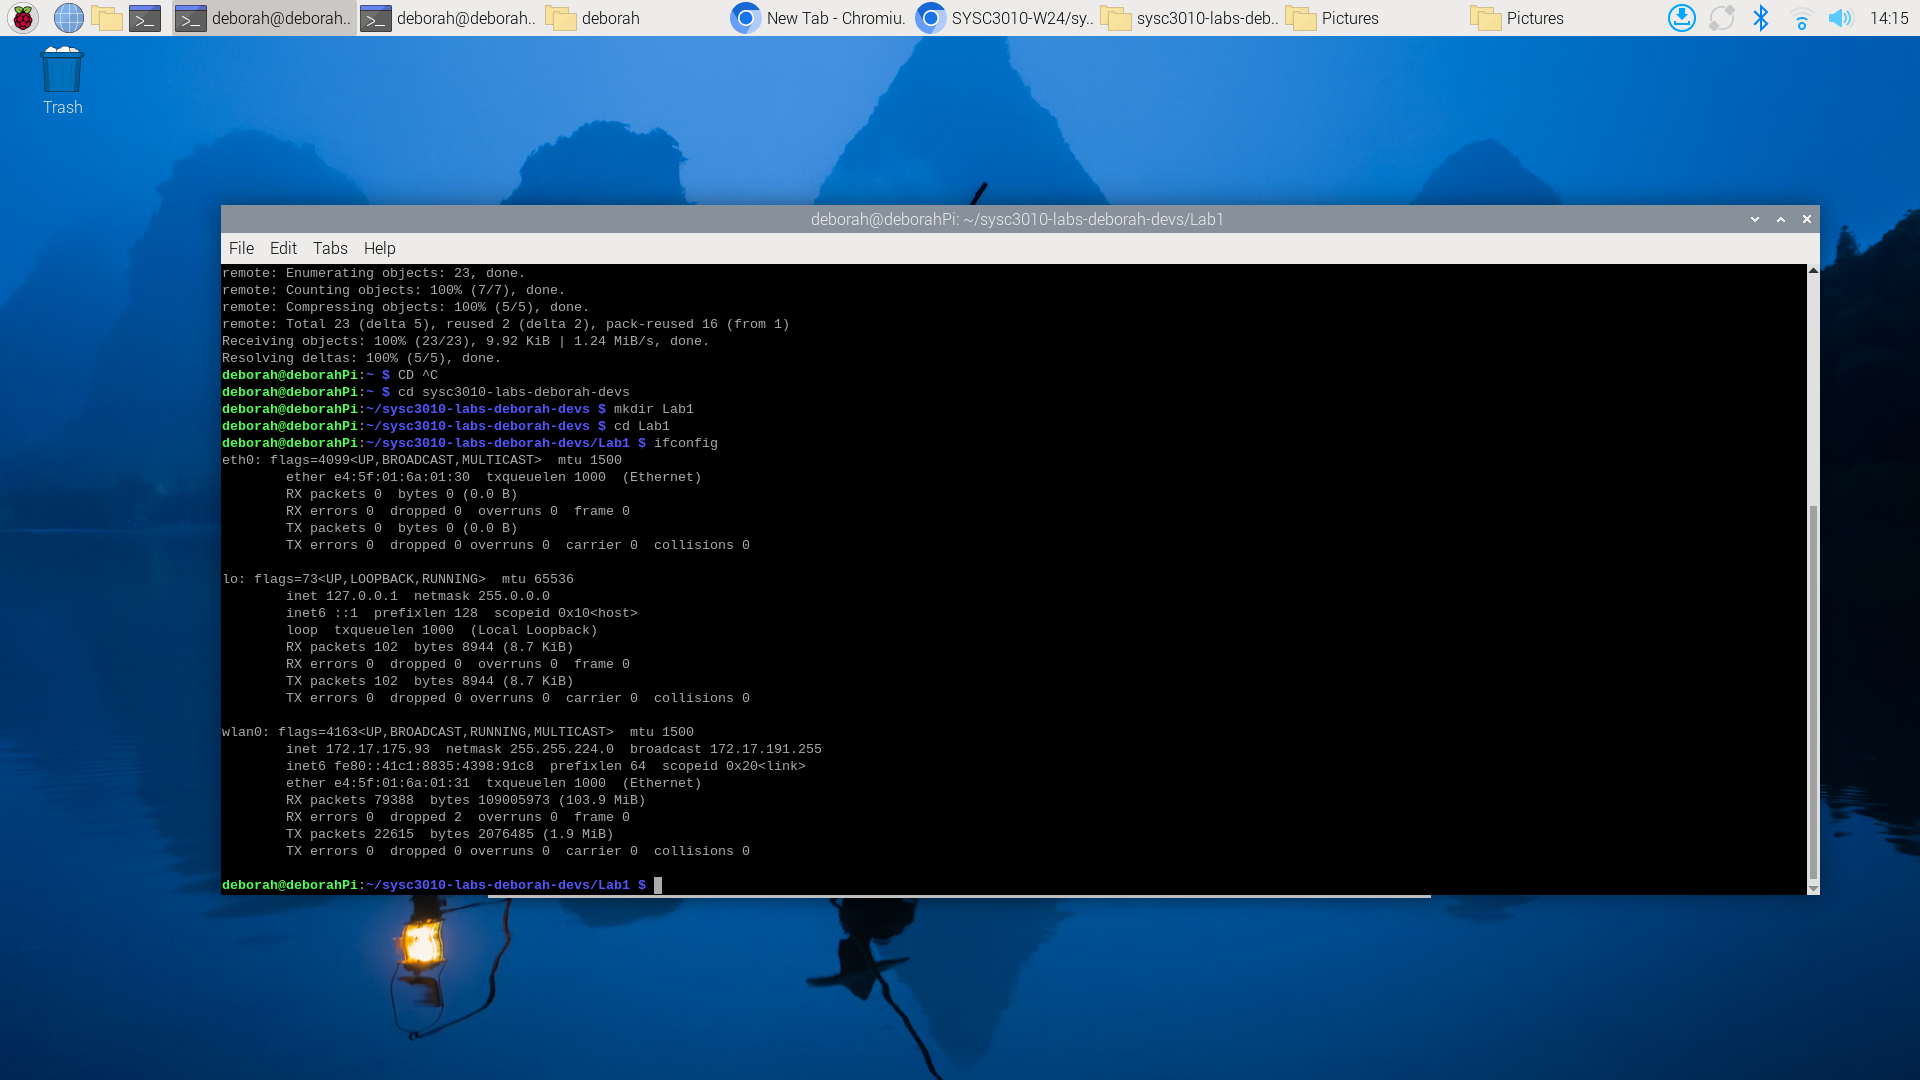 deborah@deborah.. deborah@deborah.. deborah New Tab - Chromiu. SYSC3010-W24/sy.. sysc3010-labs-deb.. Pictures Pictures 14:15
Trash
deborah@deborahPi: ~/sysc3010-labs-deborah-devs/Lab1
File Edit Tabs Help
remote: Enumerating objects: 23, done.
remote: Counting objects: 100% (7/7), done.
remote: Compressing objects: 100% (5/5), done.
remote: Total 23 (delta 5), reused 2 (delta 2), pack-reused 16 (from 1)
Receiving objects: 100% (23/23), 9.92 KiB | 1.24 MiB/s, done.
Resolving deltas: 100% (5/5), done.
deborah@deborahPi:~ $ CD ^C
deborah@deborahPi:~ $ cd sysc3010-labs-deborah-devs
deborah@deborahPi:~/sysc3010-labs-deborah-devs $ mkdir Lab1
deborah@deborahPi:~/sysc3010-labs-deborah-devs $ cd Lab1
deborah@deborahPi:~/sysc3010-labs-deborah-devs/Lab1 $ ifconfig
eth0: flags=4099<UP,BROADCAST,MULTICAST>  mtu 1500
        ether e4:5f:01:6a:01:30  txqueuelen 1000  (Ethernet)
        RX packets 0  bytes 0 (0.0 B)
        RX errors 0  dropped 0  overruns 0  frame 0
        TX packets 0  bytes 0 (0.0 B)
        TX errors 0  dropped 0 overruns 0  carrier 0  collisions 0
lo: flags=73<UP,LOOPBACK,RUNNING>  mtu 65536
        inet 127.0.0.1  netmask 255.0.0.0
        inet6 ::1  prefixlen 128  scopeid 0x10<host>
        loop  txqueuelen 1000  (Local Loopback)
        RX packets 102  bytes 8944 (8.7 KiB)
        RX errors 0  dropped 0  overruns 0  frame 0
        TX packets 102  bytes 8944 (8.7 KiB)
        TX errors 0  dropped 0 overruns 0  carrier 0  collisions 0
wlan0: flags=4163<UP,BROADCAST,RUNNING,MULTICAST>  mtu 1500
        inet 172.17.175.93  netmask 255.255.224.0  broadcast 172.17.191.255
        inet6 fe80::41c1:8835:4398:91c8  prefixlen 64  scopeid 0x20<link>
        ether e4:5f:01:6a:01:31  txqueuelen 1000  (Ethernet)
        RX packets 79388  bytes 109005973 (103.9 MiB)
        RX errors 0  dropped 2  overruns 0  frame 0
        TX packets 22615  bytes 2076485 (1.9 MiB)
        TX errors 0  dropped 0 overruns 0  carrier 0  collisions 0
deborah@deborahPi:~/sysc3010-labs-deborah-devs/Lab1 $